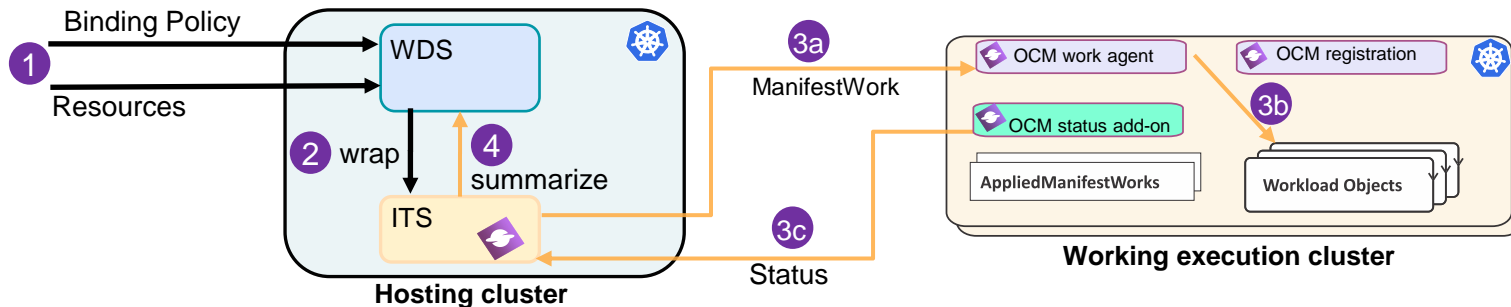 Binding Policy
1
Resources
WDS
2
wrap
4
summarize
ITS
Hosting cluster
3a
ManifestWork
3c
Status
OCM work agent
OCM registration
3b
OCM status add-on
AppliedManifestWorks
Workload Objects
Working execution cluster